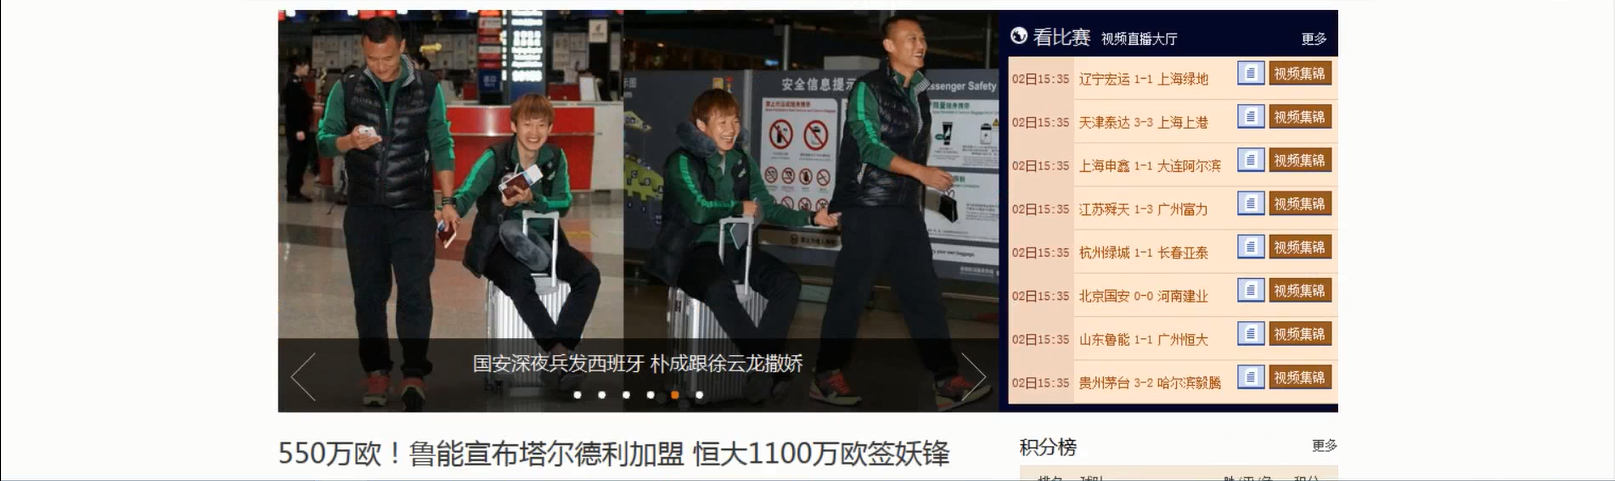 看比赛 视频直播大厅 更多
02日15:35 辽宁宏运 1-1 上海绿地 视频集锦
02日15:35 天津泰达 3-3 上海上港 视频集锦
02日15:35 上海申鑫 1-1 大连阿尔滨 视频集锦
02日15:35 江苏舜天 1-3 广州富力 视频集锦
02日15:35 杭州绿城 1-1 长春亚泰 视频集锦
02日15:35 北京国安 0-0 河南建业 视频集锦
02日15:35 山东鲁能 1-1 广州恒大 视频集锦
02日15:35 贵州茅台 3-2 哈尔滨毅腾 视频集锦
安全信息提示
ssenger Safety
国安深夜兵发西班牙 朴成跟徐云龙撒娇
550万欧！鲁能宣布塔尔德利加盟 恒大1100万欧签妖锋
积分榜 更多